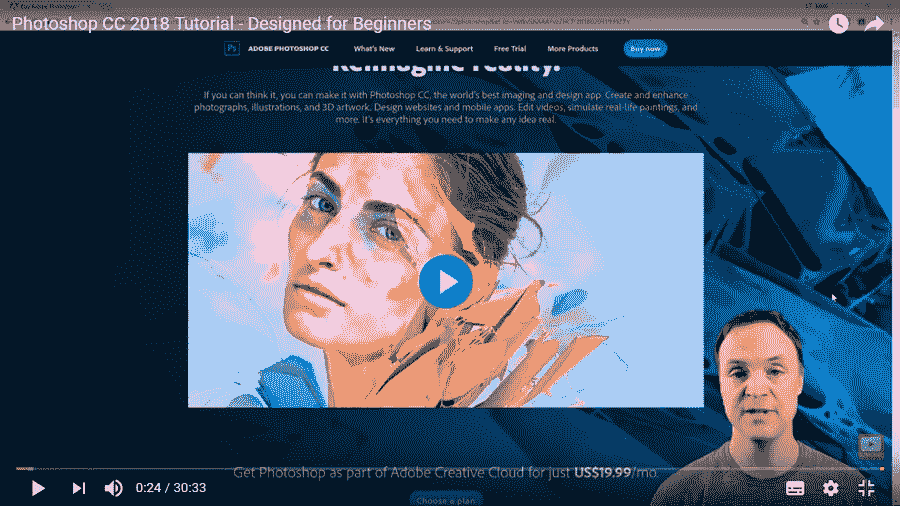 Photoshop CC 2018 Tutorial - Designed for Beginners
Ps ADOBE PHOTOSHOP CC What's New Learn & Support Free Trial More Products Buy now
Reimagine reality.
If you can think it, you can make it with Photoshop CC, the world's best imaging and design app. Create and enhance
photographs, illustrations, and 3D artwork. Design websites and mobile apps. Edit videos, simulate real-life paintings, and
more. It's everything you need to make any idea real.
Get Photoshop as part of Adobe Creative Cloud for just US$19.99/mo
0:24 / 30:33
Choose a plan